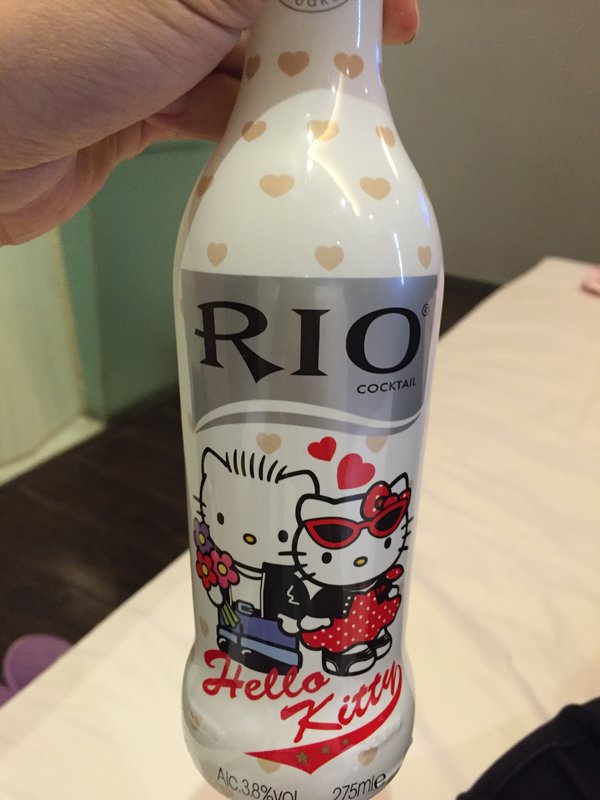 RIO®
COCKTAIL
Hello
Kitty
Alc.3.8%vol 275ml e